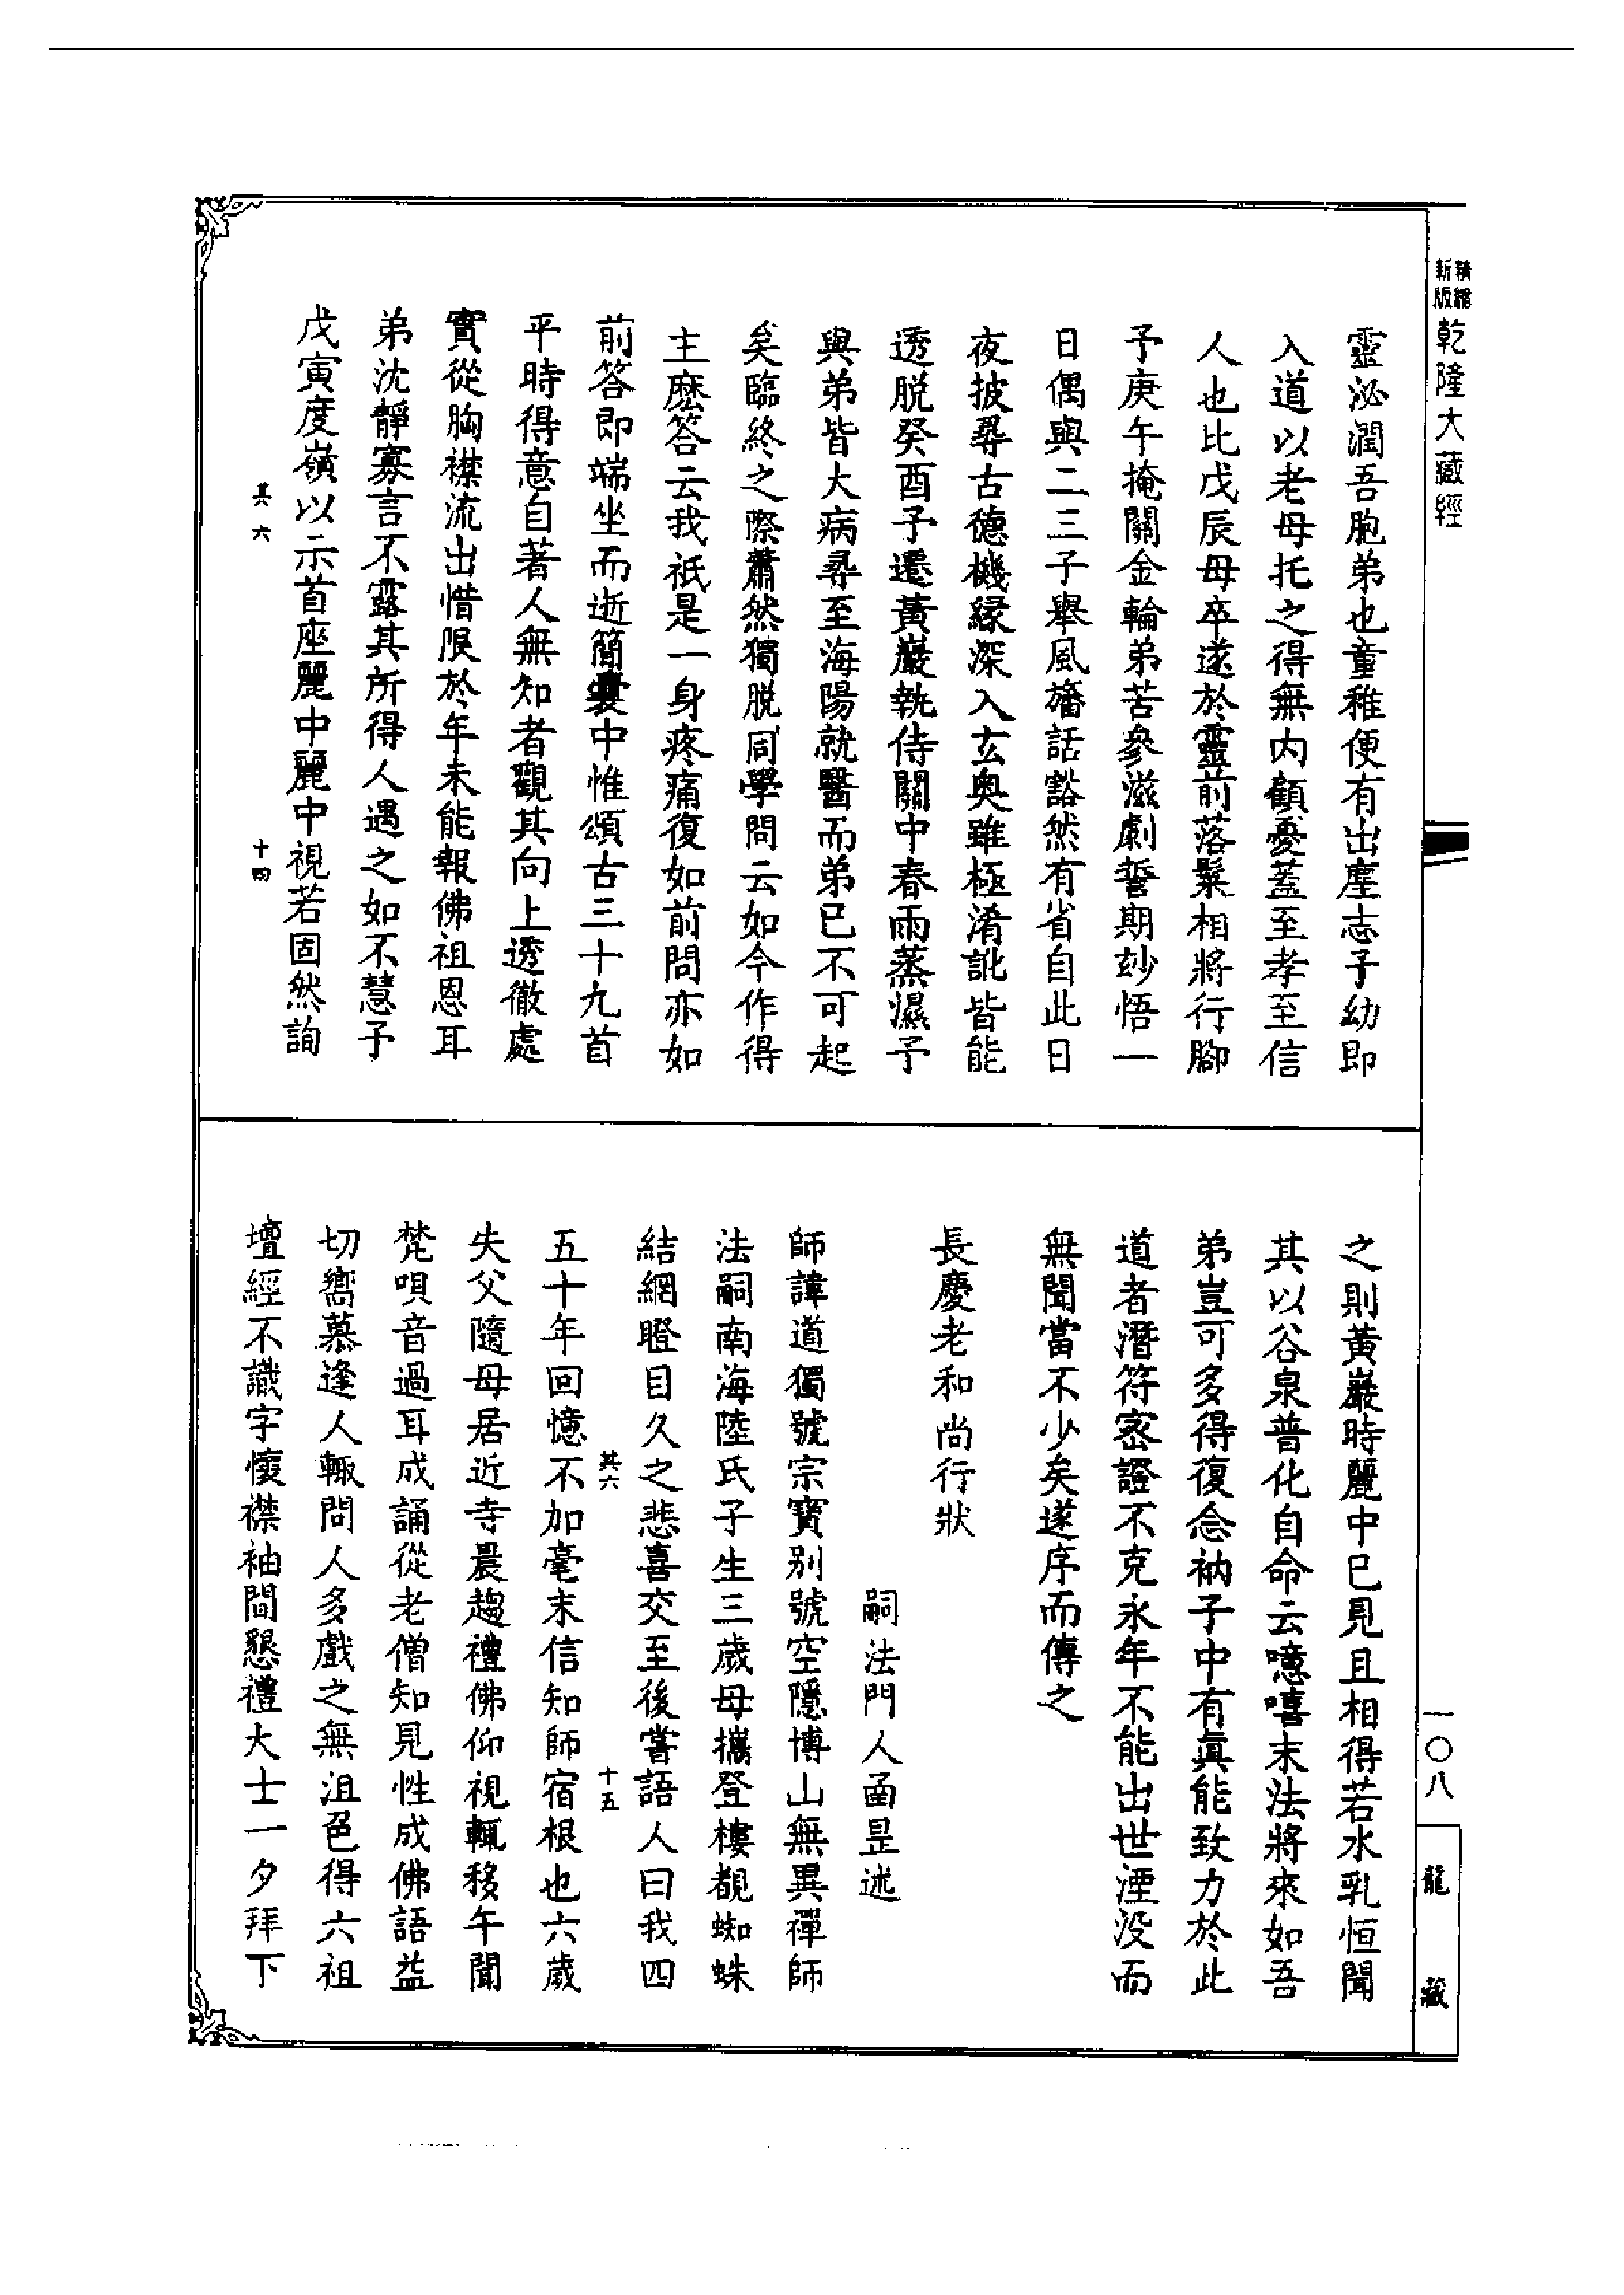 精縮新版乾隆大藏經
靈泌潤吾胞弟也童稚便有出塵志予幼即
入道以老母托之得無内顧憂蓋至孝至信
人也比戊辰母卒遂於靈前落髮相將行腳
予庚午掩關金輪弟苦參滋劇誓期玅悟一
日偶與二三子舉風旛話豁然有省自此日
夜披尋古德機緣深入玄奥雖極淆訛皆能
透脱癸酉予還黃巖執侍關中春雨蒸濕予
與弟皆大病尋至海陽就醫而弟已不可起
矣臨終之際蕭然獨脱同學問云如今作得
主麽答云我祇是一身疼痛復如前問亦如
前答即端坐而逝簡囊中惟頌古三十九首
平時得意自著人無知者觀其向上透徹處
實從胸襟流出惜限於年未能報佛祖恩耳
弟沈靜寡言不露其所得人遇之如不慧予
戊寅度嶺以示首座麗中麗中視若固然詢
其六 十四
之則黃巖時麗中已見且相得若水乳恒聞
其以谷泉普化自命云噫嘻末法將來如吾
弟豈可多得復念衲子中有真能致力於此
道者潛符密證不克永年不能出世湮没而
無聞當不少矣遂序而傳之
長慶老和尚行狀
嗣法門人函昰述
師諱道獨號宗寶别號空隱博山無異禪師
法嗣南海陸氏子生三歲母攜登樓覩蜘蛛
結網瞪目久之悲喜交至後嘗語人曰我四
其六 十五
五十年回憶不加毫末信知師宿根也六歲
失父隨母居近寺晨趨禮佛仰視輒移午聞
梵唄音過耳成誦從老僧知見性成佛語益
切嚮慕逢人輙問人多戲之無沮色得六祖
壇經不識字懷襟袖間懇禮大士一夕拜下
一〇八
龍藏